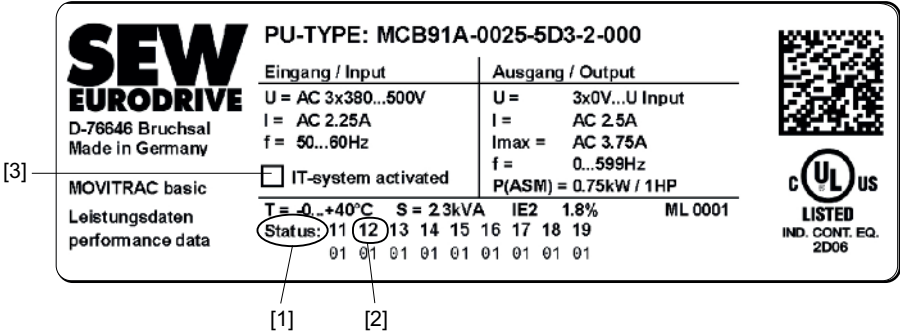 SEW
EURODRIVE
D-76646 Bruchsal
Made in Germany
MOVITRAC basic
Leistungsdaten
performance data
PU-TYPE: MCB91A-0025-5D3-2-000
Eingang / Input
U = AC 3x380...500V
I = AC 2.25A
f = 50...60Hz
IT-system activated
Ausgang / Output
U = 3x0V...U Input
I = AC 2.5A
Imax = AC 3.75A
f = 0...599Hz
P(ASM) = 0.75kW / 1HP
T = -0...+40°C S = 2.3kVA IE2 1.8% ML 0001
Status: 11 12 13 14 15 16 17 18 19
01 01 01 01 01 01 01 01 01
C UL US
LISTED
IND. CONT. EQ.
2D06
[3]
[1] [2]